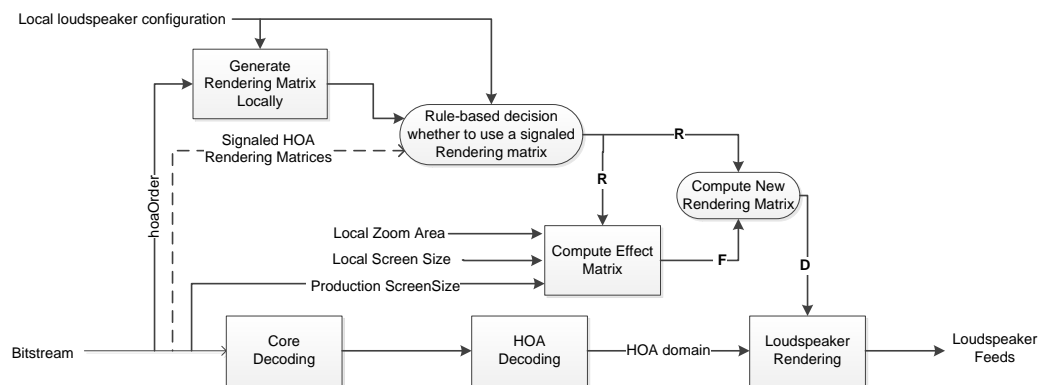 Local loudspeaker configuration
Generate
Rendering Matrix
Locally
Rule-based decision
whether to use a signaled
Rendering matrix
Signaled HOA
Rendering Matrices
hoaOrder
R
R
Compute New
Rendering Matrix
Local Zoom Area
Local Screen Size
Production ScreenSize
Compute Effect
Matrix
F
D
Bitstream
Core
Decoding
HOA
Decoding
HOA domain
Loudspeaker
Rendering
Loudspeaker
Feeds